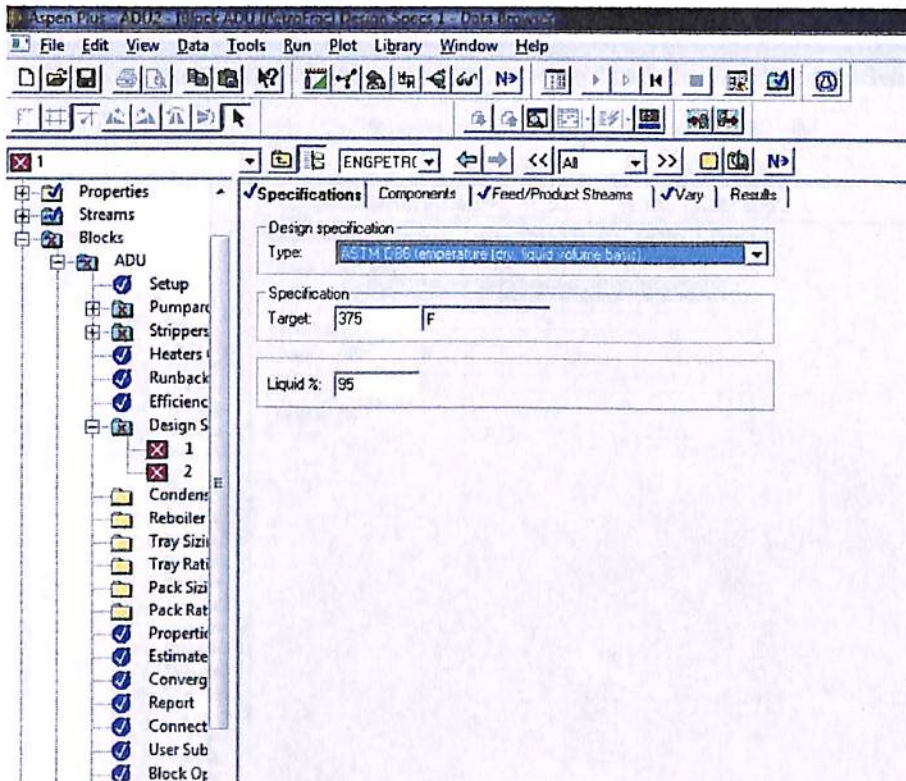 Aspen Plus - ADU2 - [Block ADU (PetroFrac) Design Specs 1 - Data Browser]
File Edit View Data Tools Run Plot Library Window Help
N>
1 ENGPETRC << All >> N>
Properties
Streams
Blocks
ADU
Setup
Pumparo
Strippers
Heaters
Runback
Efficienc
Design S
1
2
Condens
Reboiler
Tray Sizi
Tray Rati
Pack Sizi
Pack Rat
Propertie
Estimate
Converg
Report
Connect
User Sub
Block Op
Specifications Components Feed/Product Streams Vary Results
Design specification
Type: ASTM D86 temperature (dry, liquid volume basis)
Specification
Target: 375 F
Liquid %: 95